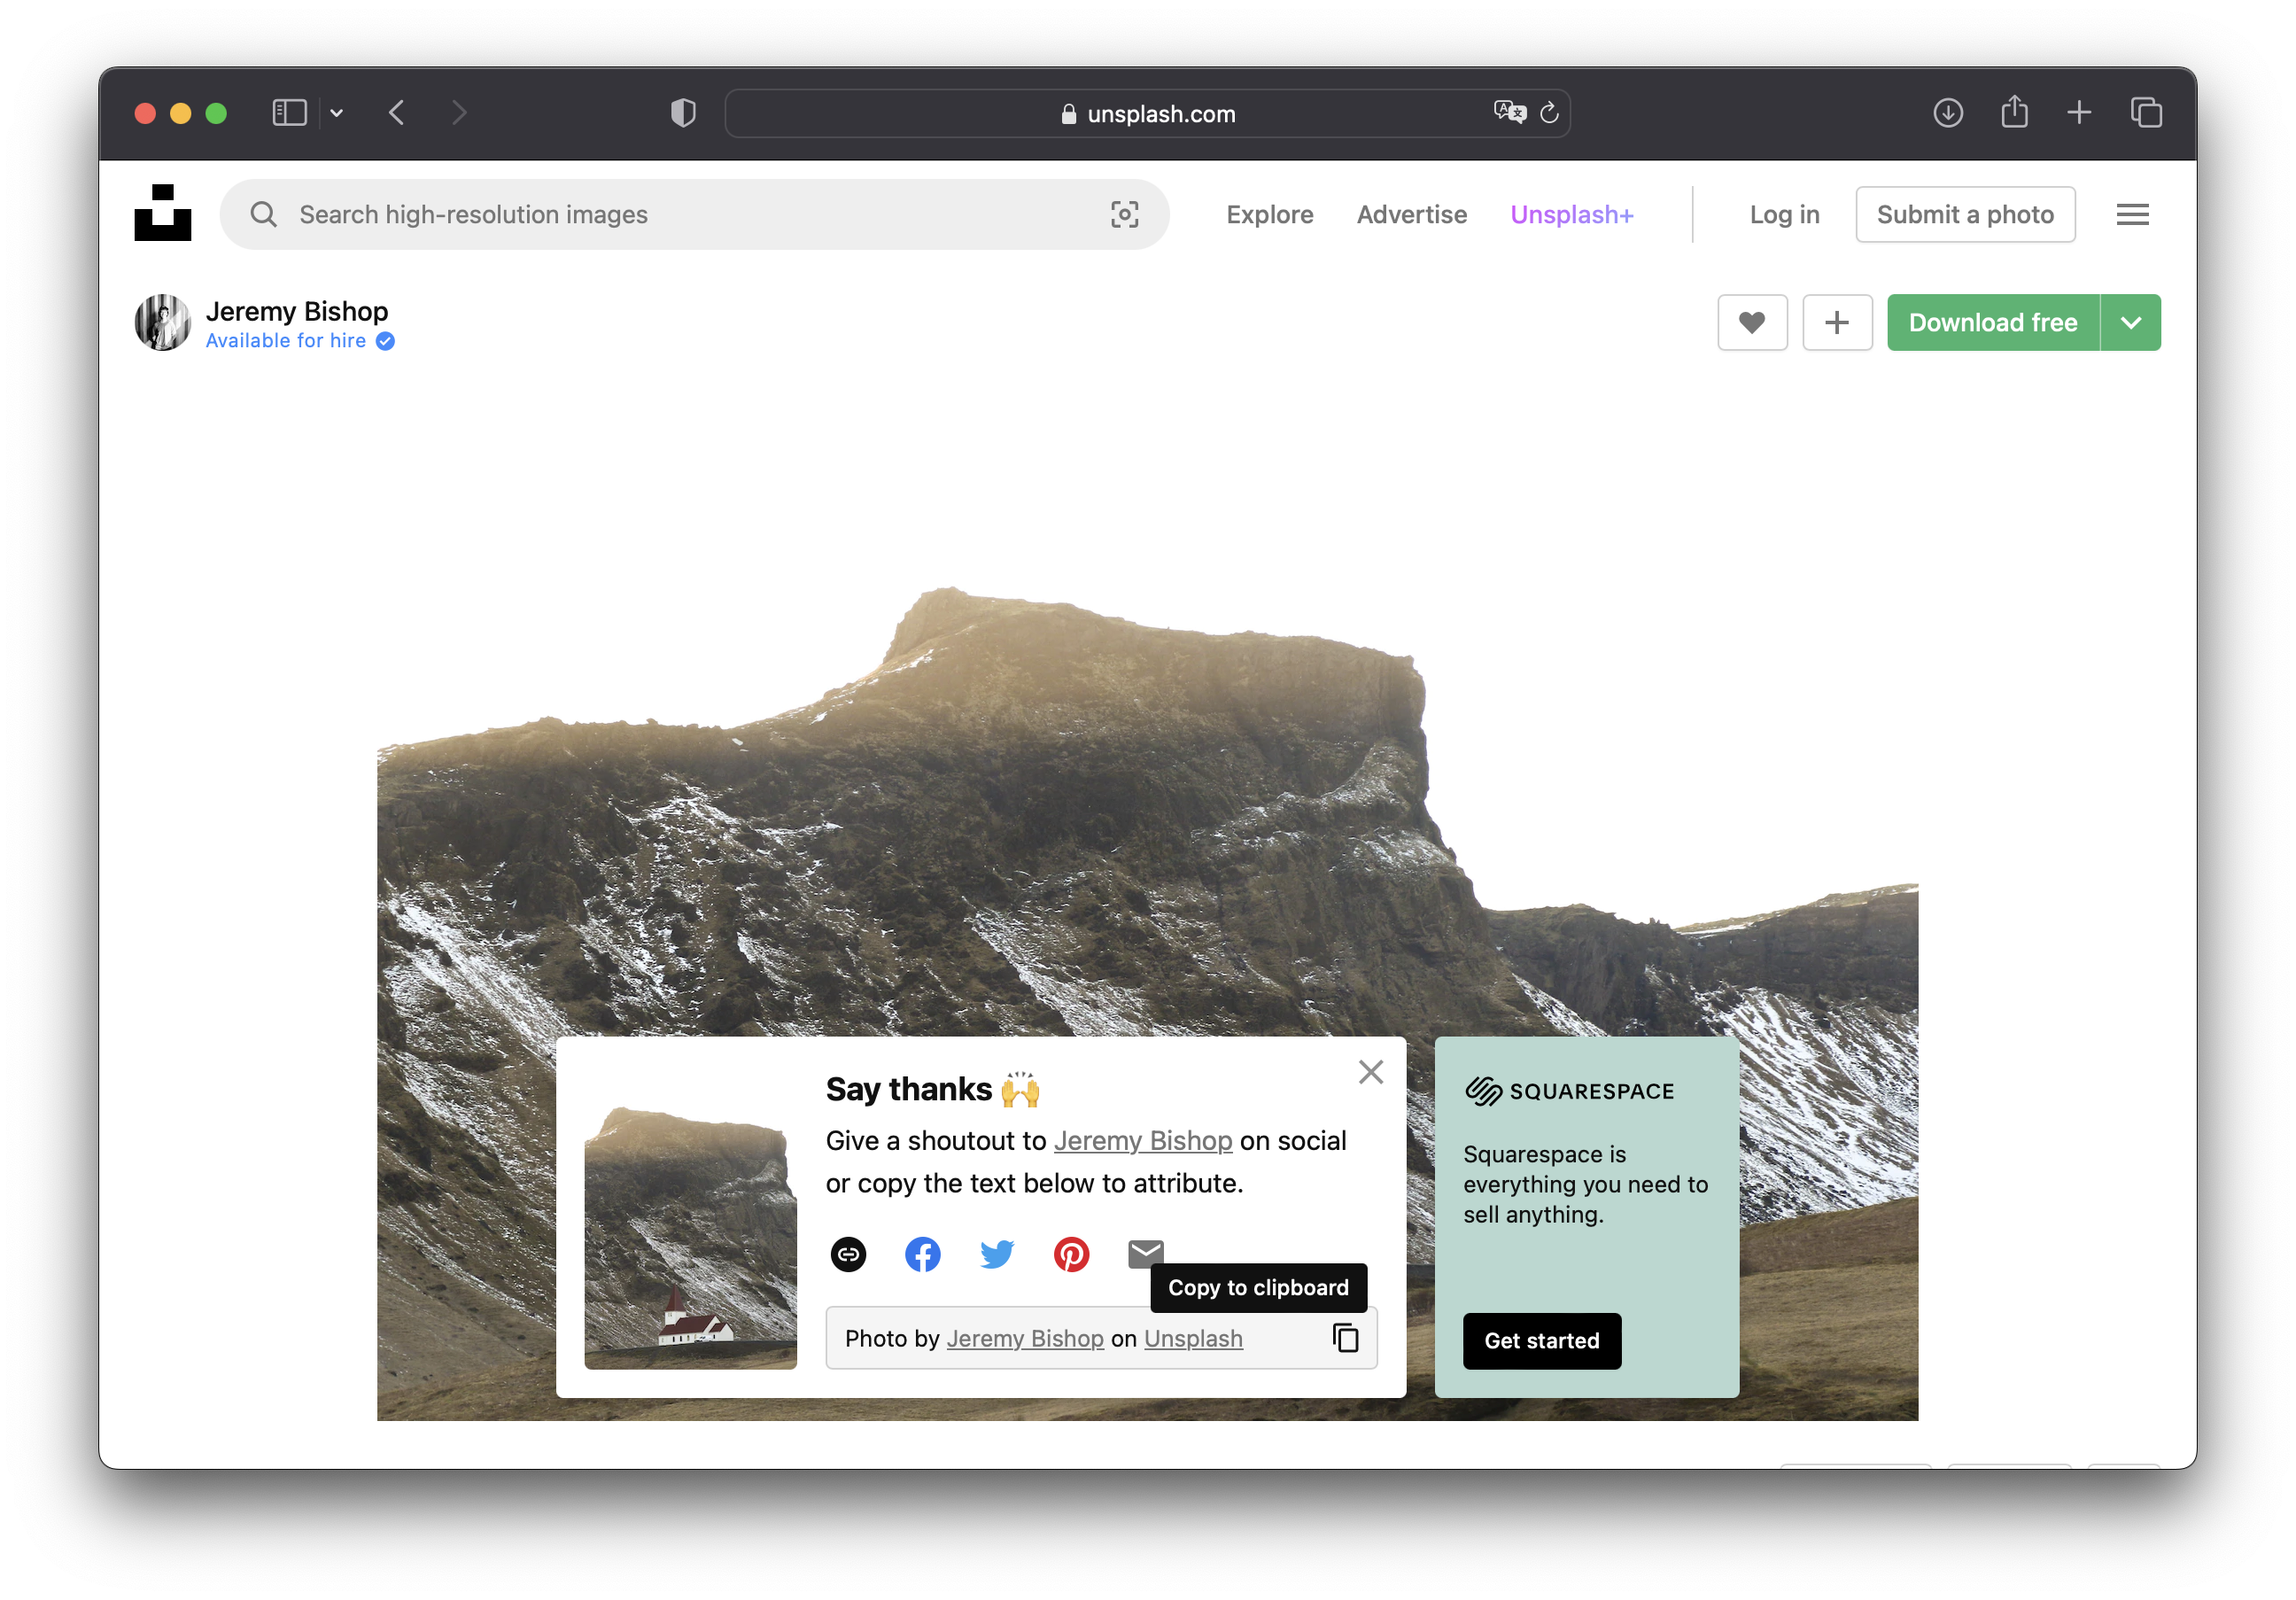 unsplash.com
Search high-resolution images
Explore
Advertise
Unsplash+
Log in
Submit a photo
Jeremy Bishop
Available for hire
Download free
Say thanks 🙌
Give a shoutout to Jeremy Bishop on social
or copy the text below to attribute.
Copy to clipboard
Photo by Jeremy Bishop on Unsplash
SQUARESPACE
Squarespace is
everything you need to
sell anything.
Get started